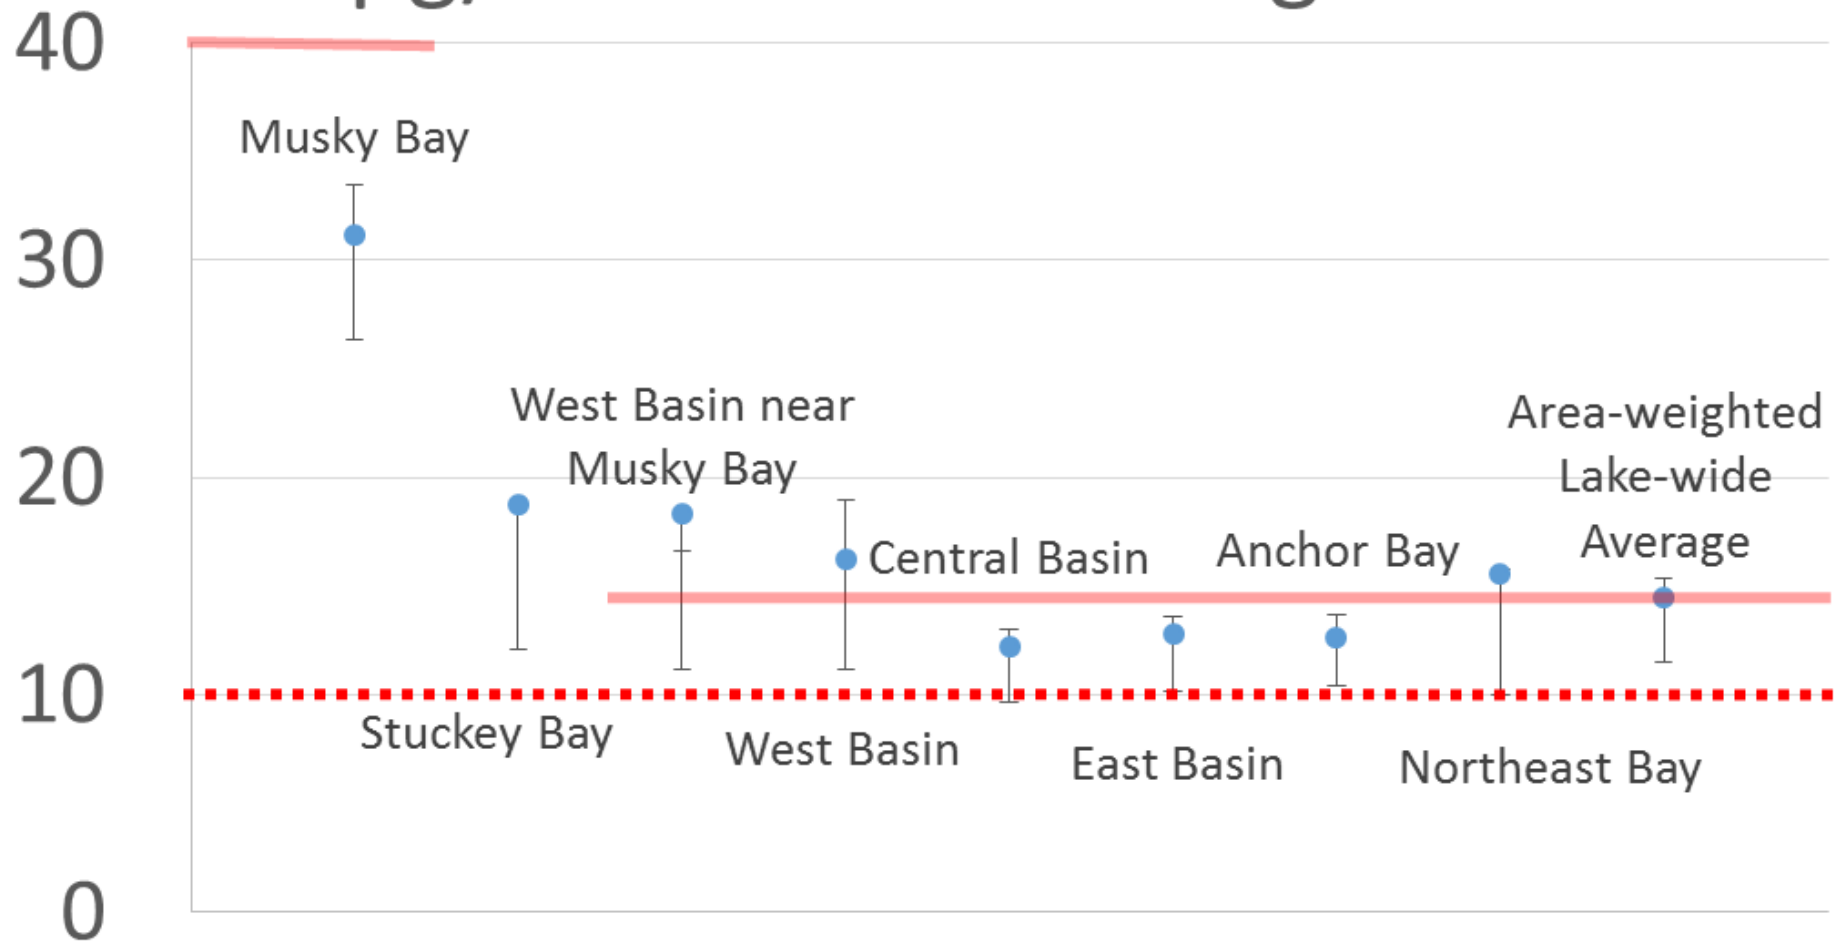 40
Musky Bay
30
West Basin near
Musky Bay
20
Area-weighted
Lake-wide
Average
Central Basin
Anchor Bay
10
Stuckey Bay
West Basin
East Basin
Northeast Bay
0